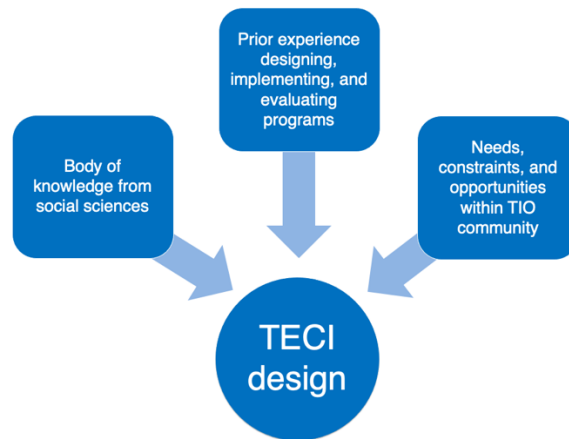 Prior experience
designing,
implementing, and
evaluating
programs
Body of
knowledge from
social sciences
Needs,
constraints, and
opportunities
within TIO
community
TECI
design